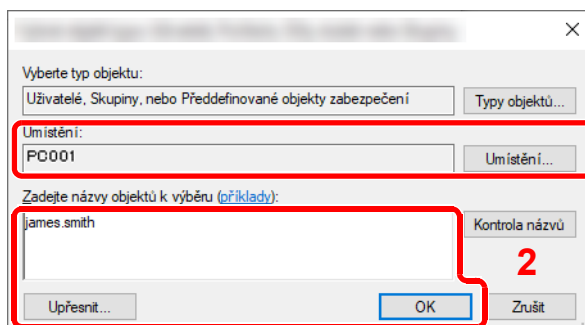 Vyberte typ objektu:
Uživatelé, Skupiny, nebo Předdefinované objekty zabezpečení Typy objektů...
Umístění:
PC001 Umístění...
Zadejte názvy objektů k výběru (příklady):
james.smith Kontrola názvů
2
Upřesnit... OK Zrušit